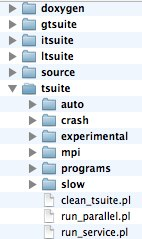 doxygen
gtsuite
itsuite
ltsuite
source
tsuite
auto
crash
experimental
mpi
programs
slow
clean_tsuite.pl
run_parallel.pl
run_service.pl